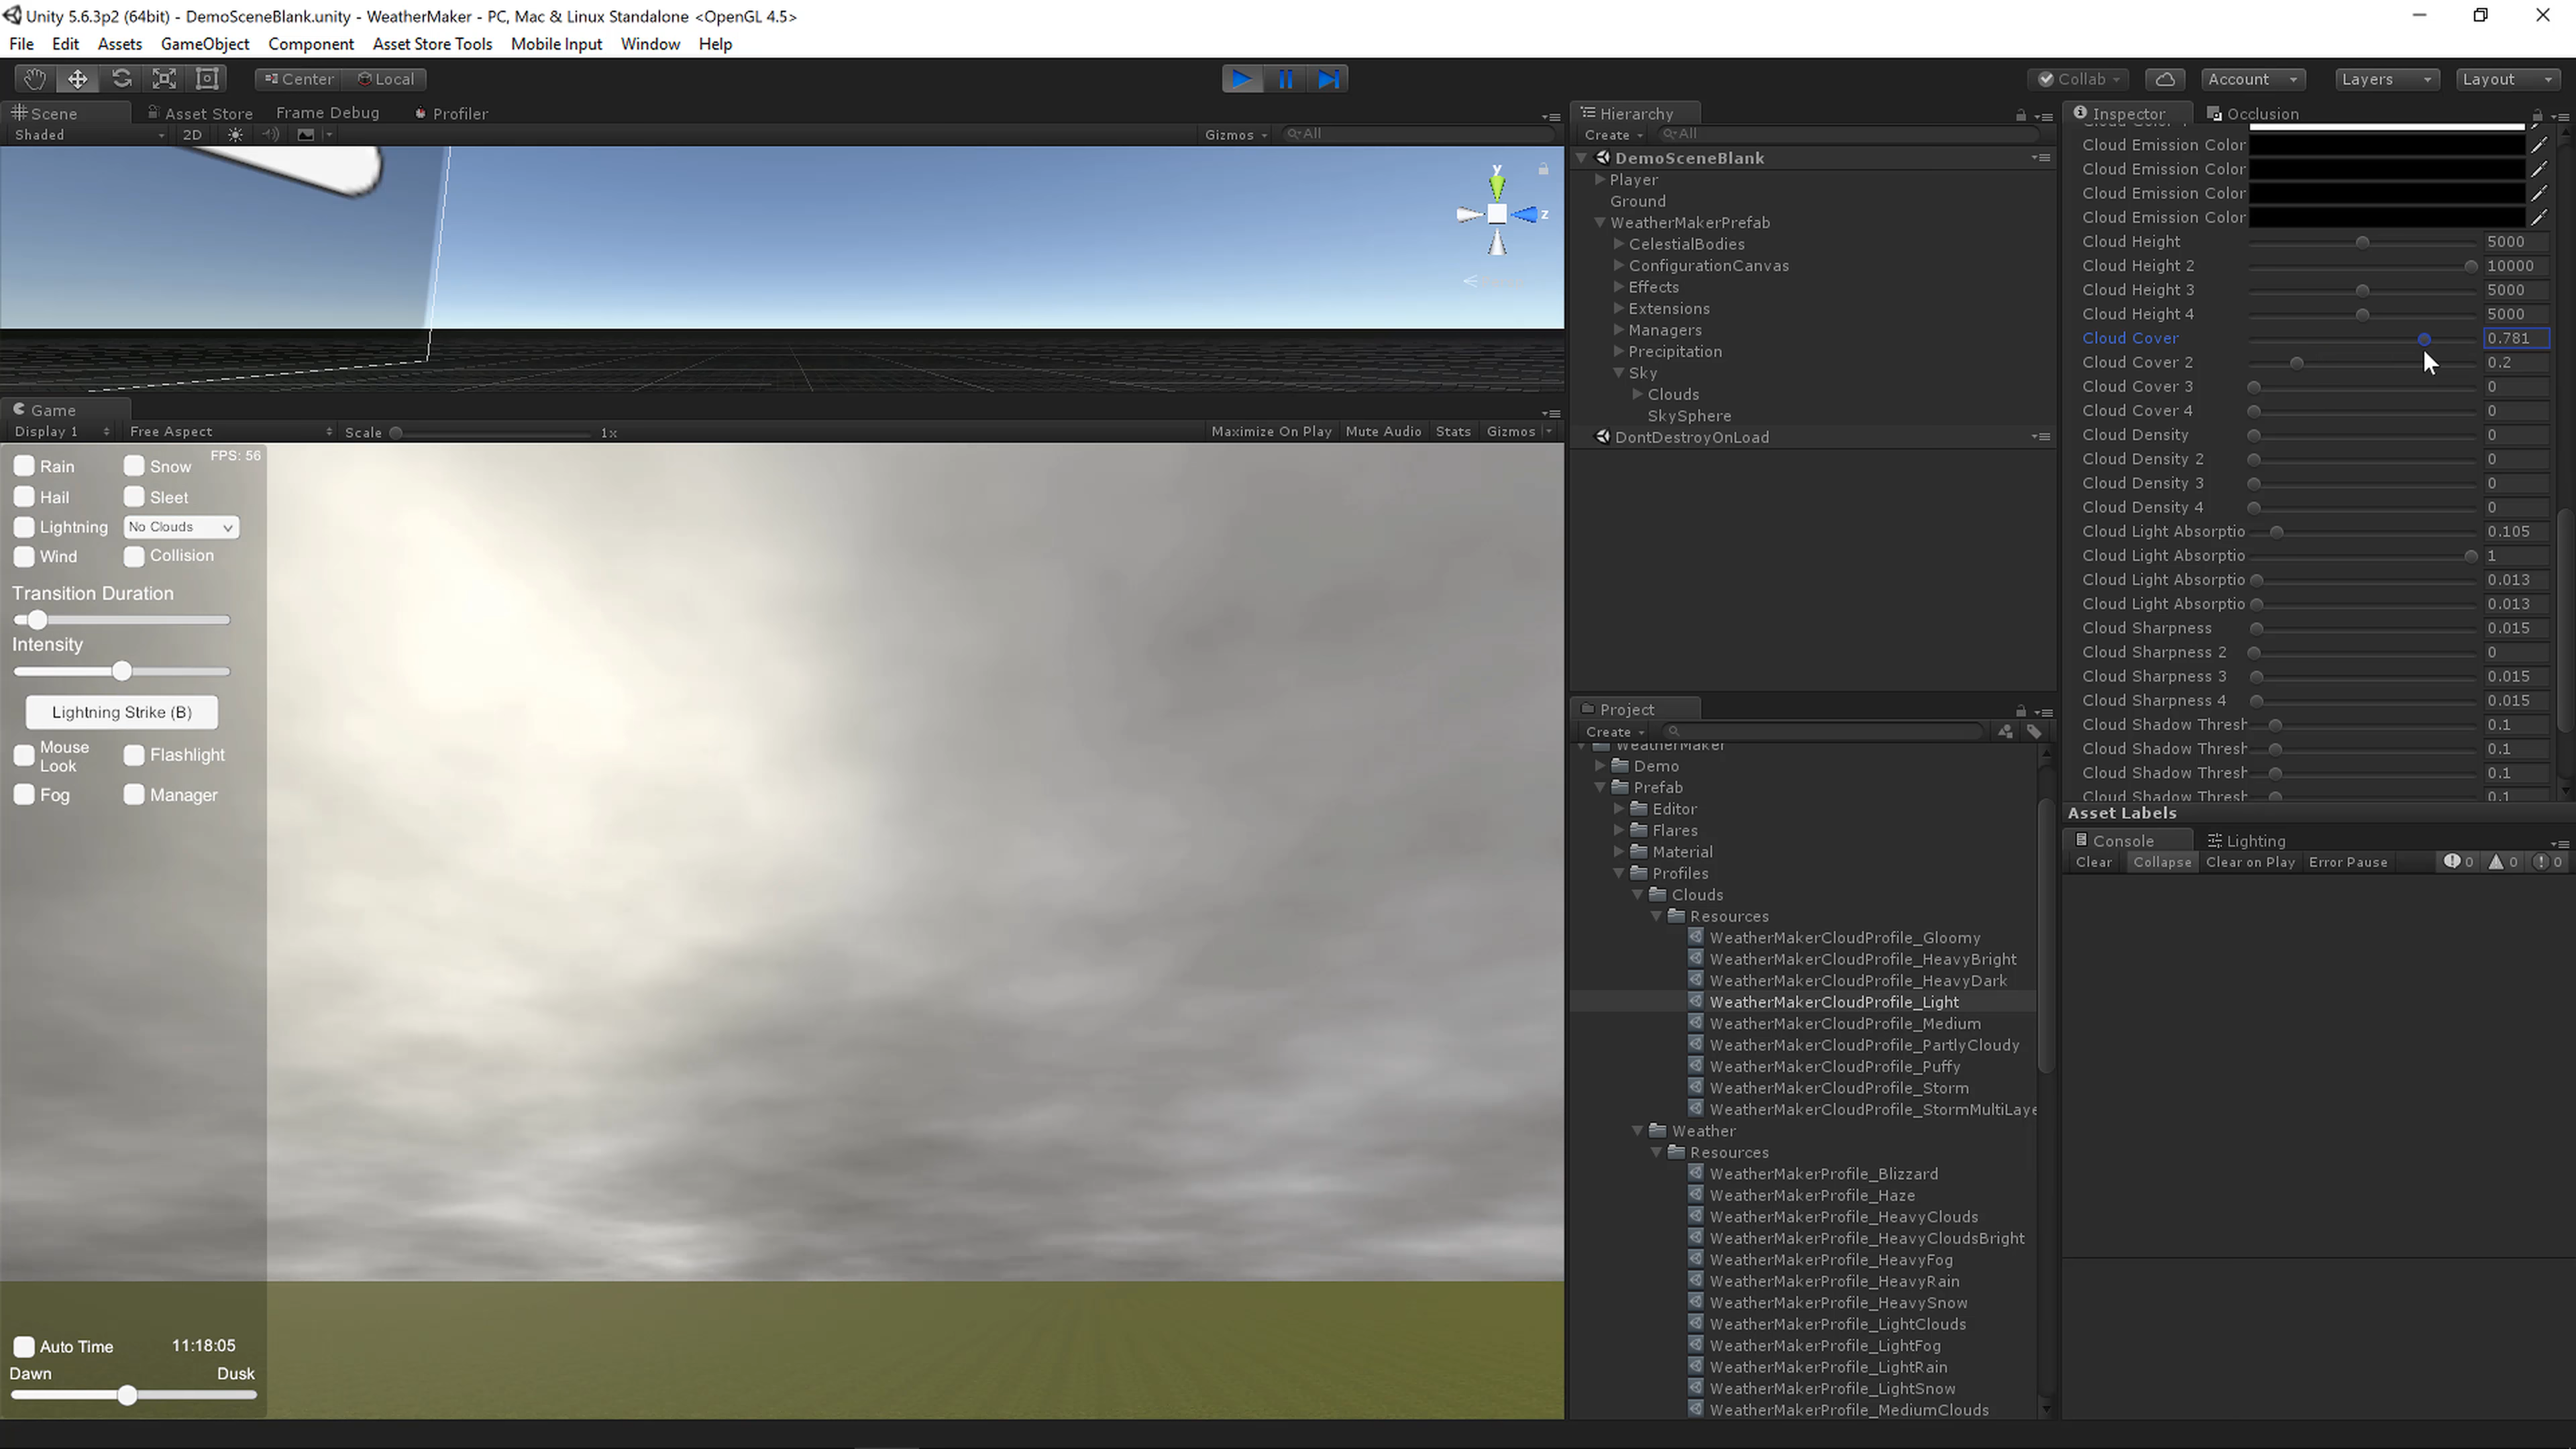 Unity 5.6.3p2 (64bit) - DemoSceneBlank.unity - WeatherMaker - PC, Mac & Linux Standalone <OpenGL 4.5>
File Edit Assets GameObject Component Asset Store Tools Mobile Input Window Help
Center Local Collab Account Layers Layout
Scene Asset Store Frame Debug Profiler
Shaded 2D Gizmos All
y
z
Game
Display 1 Free Aspect Scale 1x Maximize On Play Mute Audio Stats Gizmos
FPS: 56
Rain Snow
Hail Sleet
Lightning No Clouds
Wind Collision
Transition Duration
Intensity
Lightning Strike (B)
Mouse Look Flashlight
Fog Manager
Auto Time 11:18:05
Dawn Dusk
Hierarchy
Create All
DemoSceneBlank
Player
Ground
WeatherMakerPrefab
CelestialBodies
ConfigurationCanvas
Effects
Extensions
Managers
Precipitation
Sky
Clouds
SkySphere
DontDestroyOnLoad
Project
Create
WeatherMaker
Demo
Prefab
Editor
Flares
Material
Profiles
Clouds
Resources
WeatherMakerCloudProfile_Gloomy
WeatherMakerCloudProfile_HeavyBright
WeatherMakerCloudProfile_HeavyDark
WeatherMakerCloudProfile_Light
WeatherMakerCloudProfile_Medium
WeatherMakerCloudProfile_PartlyCloudy
WeatherMakerCloudProfile_Puffy
WeatherMakerCloudProfile_Storm
WeatherMakerCloudProfile_StormMultiLaye
Weather
Resources
WeatherMakerProfile_Blizzard
WeatherMakerProfile_Haze
WeatherMakerProfile_HeavyClouds
WeatherMakerProfile_HeavyCloudsBright
WeatherMakerProfile_HeavyFog
WeatherMakerProfile_HeavyRain
WeatherMakerProfile_HeavySnow
WeatherMakerProfile_LightClouds
WeatherMakerProfile_LightFog
WeatherMakerProfile_LightRain
WeatherMakerProfile_LightSnow
WeatherMakerProfile_MediumClouds
Inspector Occlusion
Cloud Emission Color
Cloud Emission Color
Cloud Emission Color
Cloud Emission Color
Cloud Height 5000
Cloud Height 2 10000
Cloud Height 3 5000
Cloud Height 4 5000
Cloud Cover 0.781
Cloud Cover 2 0.2
Cloud Cover 3 0
Cloud Cover 4 0
Cloud Density 0
Cloud Density 2 0
Cloud Density 3 0
Cloud Density 4 0
Cloud Light Absorptio 0.105
Cloud Light Absorptio 1
Cloud Light Absorptio 0.013
Cloud Light Absorptio 0.013
Cloud Sharpness 0.015
Cloud Sharpness 2 0
Cloud Sharpness 3 0.015
Cloud Sharpness 4 0.015
Cloud Shadow Thresh 0.1
Cloud Shadow Thresh 0.1
Cloud Shadow Thresh 0.1
Cloud Shadow Thresh 0.1
Asset Labels
Console Lighting
Clear Collapse Clear on Play Error Pause 0 0 0